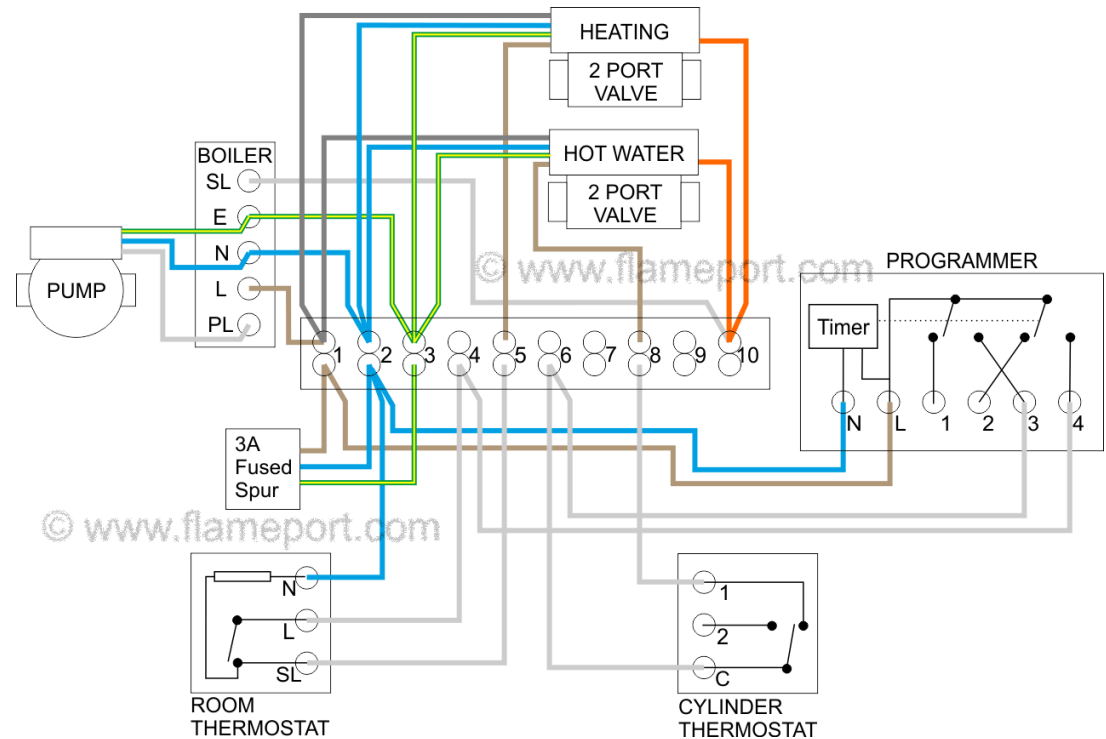 HEATING
2 PORT
VALVE
HOT WATER
2 PORT
VALVE
BOILER
SL
E
N
L
PL
PUMP
© www.flameport.com
PROGRAMMER
Timer
N
L
1
2
3
4
1
2
3
4
5
6
7
8
9
10
3A
Fused
Spur
© www.flameport.com
N
L
SL
ROOM
THERMOSTAT
1
2
C
CYLINDER
THERMOSTAT